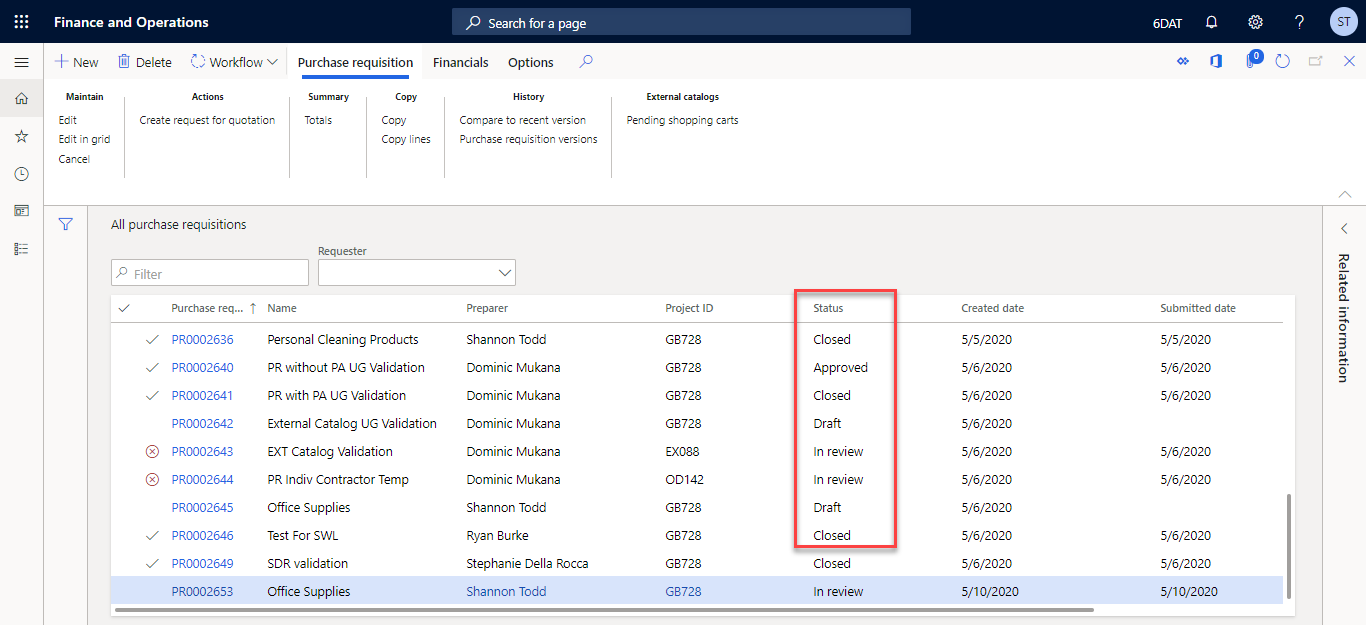 Finance and Operations Search for a page 6DAT ? ST
New Delete Workflow Purchase requisition Financials Options 0
Maintain Actions Summary Copy History External catalogs
Edit Create request for quotation Totals Copy Compare to recent version Pending shopping carts
Edit in grid Copy lines Purchase requisition versions
Cancel
All purchase requisitions
Requester
Filter
Related information
Purchase req... ↑ Name Preparer Project ID Status Created date Submitted date
PR0002636 Personal Cleaning Products Shannon Todd GB728 Closed 5/5/2020 5/5/2020
PR0002640 PR without PA UG Validation Dominic Mukana GB728 Approved 5/6/2020 5/6/2020
PR0002641 PR with PA UG Validation Dominic Mukana GB728 Closed 5/6/2020 5/6/2020
PR0002642 External Catalog UG Validation Dominic Mukana GB728 Draft 5/6/2020
PR0002643 EXT Catalog Validation Dominic Mukana EX088 In review 5/6/2020 5/6/2020
PR0002644 PR Indiv Contractor Temp Dominic Mukana OD142 In review 5/6/2020 5/6/2020
PR0002645 Office Supplies Shannon Todd GB728 Draft 5/6/2020
PR0002646 Test For SWL Ryan Burke GB728 Closed 5/6/2020 5/6/2020
PR0002649 SDR validation Stephanie Della Rocca GB728 Closed 5/6/2020 5/6/2020
PR0002653 Office Supplies Shannon Todd GB728 In review 5/10/2020 5/10/2020